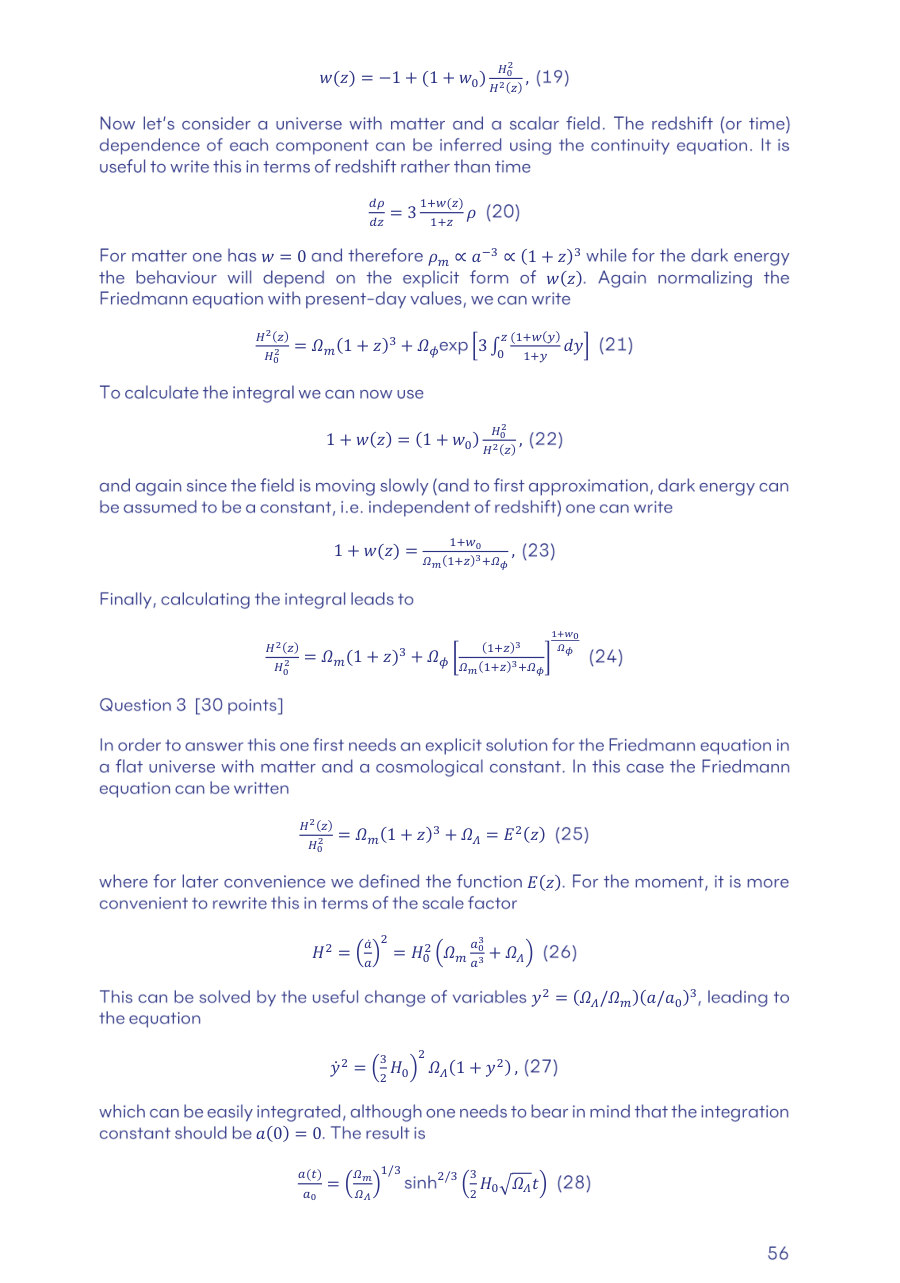 w(z) = −1 + (1 + w₀) H₀²/H²(z) , (19)
Now let's consider a universe with matter and a scalar field. The redshift (or time)
dependence of each component can be inferred using the continuity equation. It is
useful to write this in terms of redshift rather than time
dρ/dz = 3 (1+w(z))/(1+z) ρ (20)
For matter one has w = 0 and therefore ρₘ ∝ a⁻³ ∝ (1 + z)³ while for the dark energy
the behaviour will depend on the explicit form of w(z). Again normalizing the
Friedmann equation with present-day values, we can write
H²(z)/H₀² = Ωₘ(1 + z)³ + Ω_ϕ exp [3 ∫₀ᶻ (1+w(y)/(1+y) dy] (21)
To calculate the integral we can now use
1 + w(z) = (1 + w₀) H₀²/H²(z) , (22)
and again since the field is moving slowly (and to first approximation, dark energy can
be assumed to be a constant, i.e. independent of redshift) one can write
1 + w(z) = (1+w₀)/(Ωₘ(1+z)³+Ω_ϕ) , (23)
Finally, calculating the integral leads to
H²(z)/H₀² = Ωₘ(1 + z)³ + Ω_ϕ [(1+z)³/(Ωₘ(1+z)³+Ω_ϕ)]^((1+w₀)/Ω_ϕ) (24)
Question 3 [30 points]
In order to answer this one first needs an explicit solution for the Friedmann equation in
a flat universe with matter and a cosmological constant. In this case the Friedmann
equation can be written
H²(z)/H₀² = Ωₘ(1 + z)³ + Ω_Λ = E²(z) (25)
where for later convenience we defined the function E(z). For the moment, it is more
convenient to rewrite this in terms of the scale factor
H² = (ȧ/a)² = H₀² (Ωₘ a₀³/a³ + Ω_Λ) (26)
This can be solved by the useful change of variables y² = (Ω_Λ/Ωₘ)(a/a₀)³, leading to
the equation
ẏ² = (3/2 H₀)² Ω_Λ(1 + y²) , (27)
which can be easily integrated, although one needs to bear in mind that the integration
constant should be a(0) = 0. The result is
a(t)/a₀ = (Ωₘ/Ω_Λ)^(1/3) sinh^(2/3) (3/2 H₀√Ω_Λ t) (28)
56